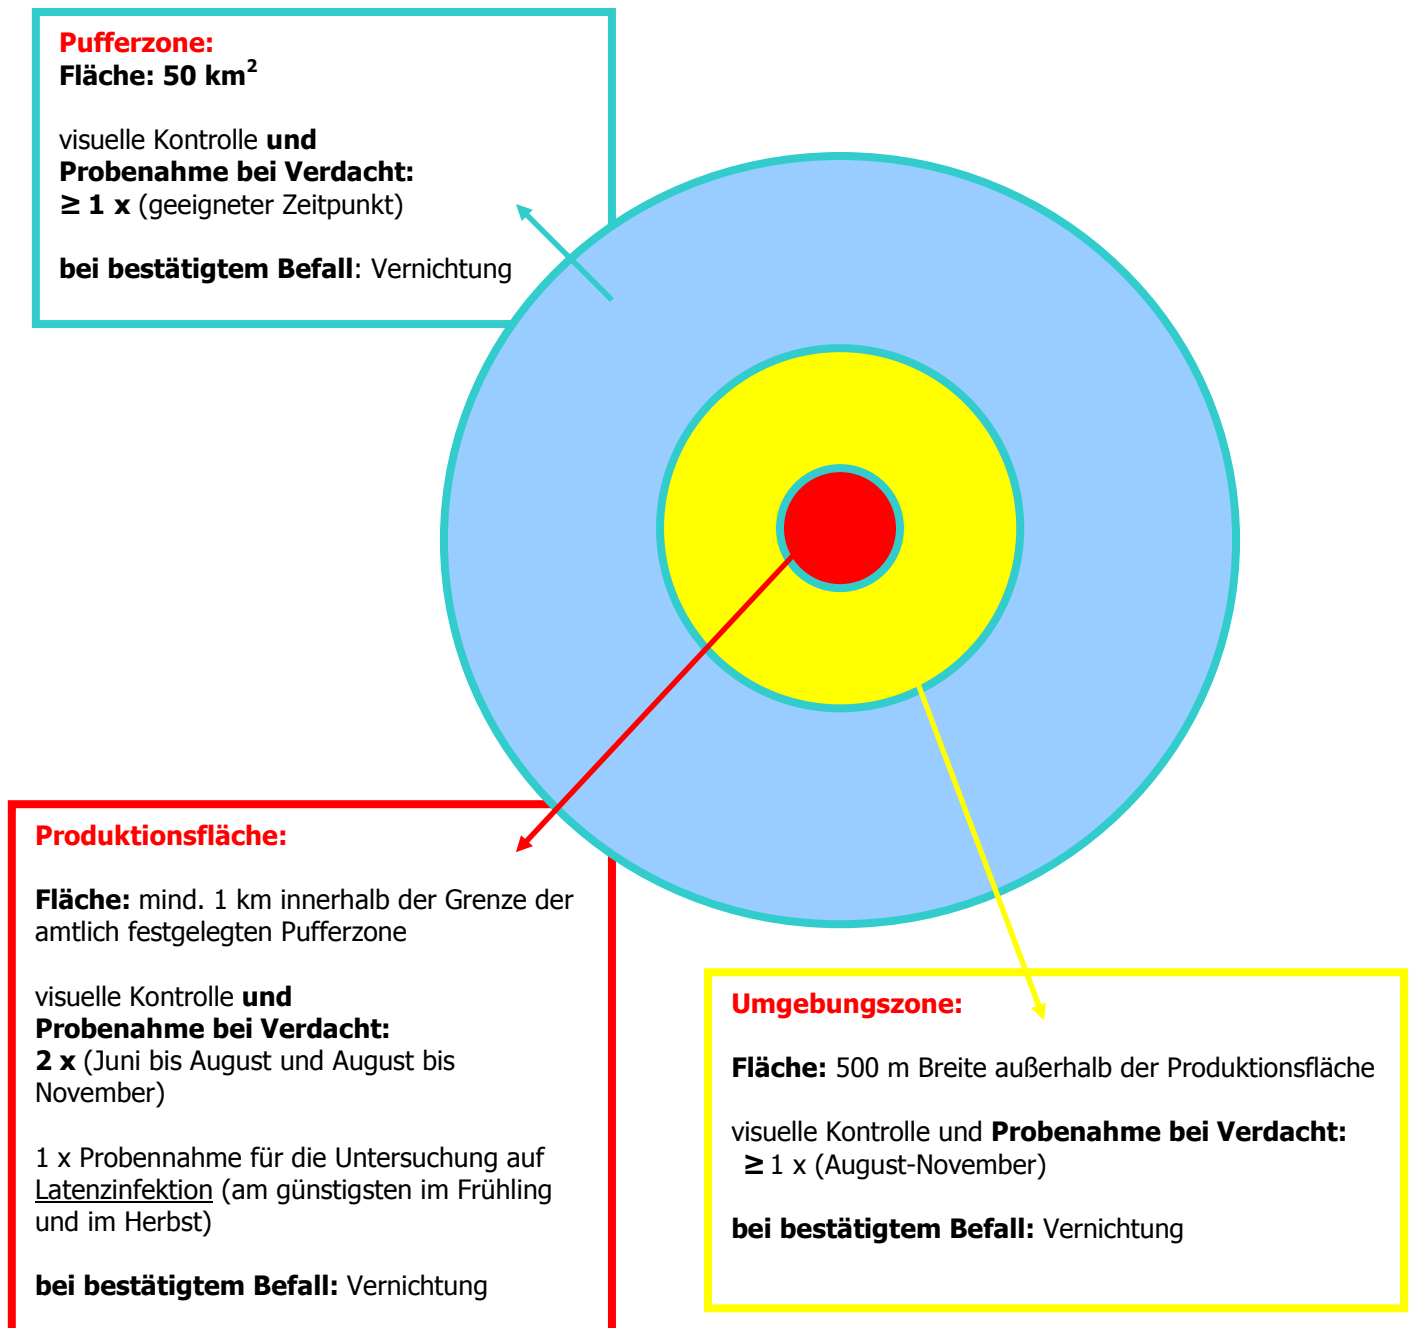 Pufferzone:
Fläche: 50 km²
visuelle Kontrolle und
Probenahme bei Verdacht:
≥ 1 x (geeigneter Zeitpunkt)
bei bestätigtem Befall: Vernichtung
Produktionsfläche:
Fläche: mind. 1 km innerhalb der Grenze der
amtlich festgelegten Pufferzone
visuelle Kontrolle und
Probenahme bei Verdacht:
2 x (Juni bis August und August bis
November)
1 x Probennahme für die Untersuchung auf
Latenzinfektion (am günstigsten im Frühling
und im Herbst)
bei bestätigtem Befall: Vernichtung
Umgebungszone:
Fläche: 500 m Breite außerhalb der Produktionsfläche
visuelle Kontrolle und Probenahme bei Verdacht:
≥ 1 x (August-November)
bei bestätigtem Befall: Vernichtung